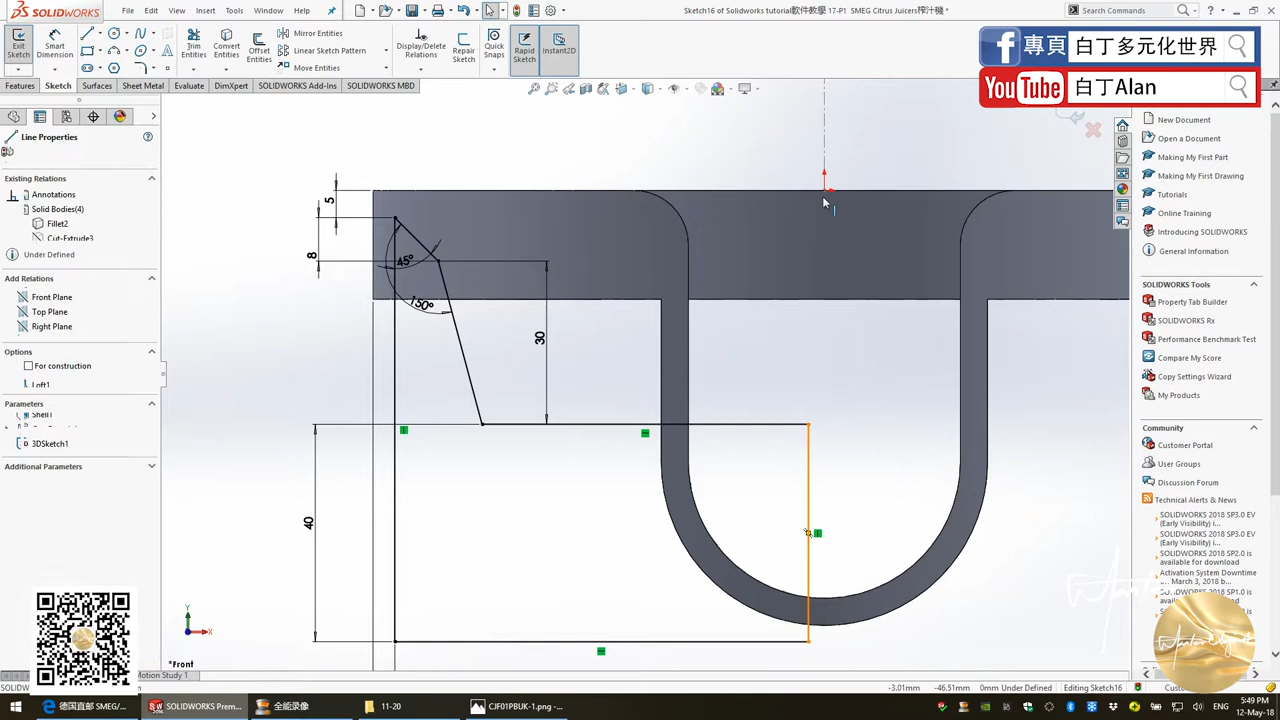 SOLIDWORKS
File
Edit
View
Insert
Tools
Window
Help
Sketch16 of Solidworks tutorial軟件教學 17-P1 SMEG Citrus Juicers榨汁機 *
Search Commands
Exit Sketch
Smart Dimension
Trim Entities
Convert Entities
Offset Entities
Mirror Entities
Linear Sketch Pattern
Move Entities
Display/Delete Relations
Repair Sketch
Quick Snaps
Rapid Sketch
Instant2D
專頁
白丁多元化世界
YouTube
白丁Alan
Features
Sketch
Surfaces
Sheet Metal
Evaluate
DimXpert
SOLIDWORKS Add-Ins
SOLIDWORKS MBD
Line Properties
Existing Relations
Annotations
Solid Bodies(4)
Fillet2
Cut-Extrude3
Under Defined
Add Relations
Front Plane
Top Plane
Right Plane
Options
For construction
Loft1
Parameters
Shell1
3DSketch1
Additional Parameters
5
8
45°
150°
30
40
Y
X
*Front
New Document
Open a Document
Making My First Part
Making My First Drawing
Tutorials
Online Training
Introducing SOLIDWORKS
General Information
SOLIDWORKS Tools
Property Tab Builder
SOLIDWORKS Rx
Performance Benchmark Test
Compare My Score
Copy Settings Wizard
My Products
Community
Customer Portal
User Groups
Discussion Forum
Technical Alerts & News
SOLIDWORKS 2018 SP3.0 EV
(Early Visibility) i...
SOLIDWORKS 2018 SP3.0 EV
(Early Visibility) i...
SOLIDWORKS 2018 SP2.0 is
available for download
Activation System Downtime
March 3, 2018 b...
Motion Study 1
-3.01mm
-46.51mm
0mm
Under Defined
Editing Sketch16
德国直邮 SMEG/...
SOLIDWORKS Prem...
全能录像
11-20
CJF01PBUK-1.png -...
5:49 PM
12-May-18